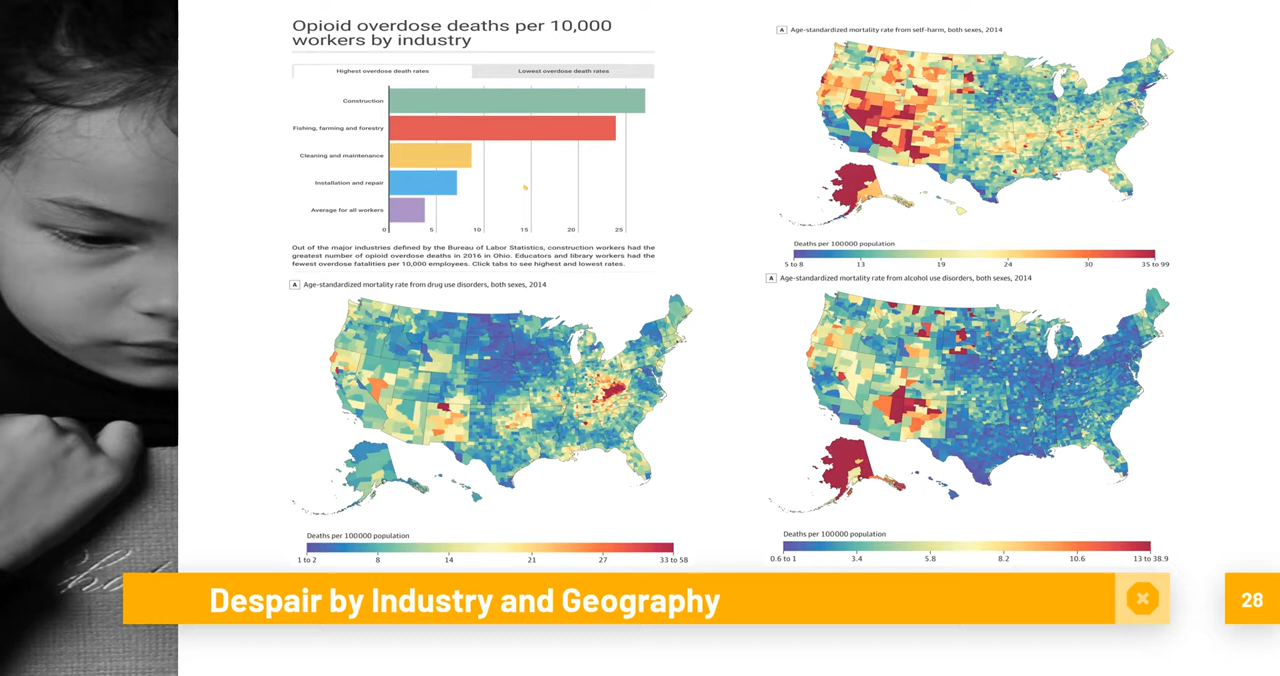 Opioid overdose deaths per 10,000
workers by industry
Highest overdose death rates
Lowest overdose death rates
Construction
Fishing, farming and forestry
Cleaning and maintenance
Installation and repair
Average for all workers
0 5 10 15 20 25
Out of the major industries defined by the Bureau of Labor Statistics, construction workers had the
greatest number of opioid overdose deaths in 2016 in Ohio. Educators and library workers had the
fewest overdose fatalities per 10,000 employees. Click tabs to see highest and lowest rates.
A Age-standardized mortality rate from self-harm, both sexes, 2014
Deaths per 100000 population
5 to 8 13 19 24 30 35 to 99
A Age-standardized mortality rate from drug use disorders, both sexes, 2014
Deaths per 100000 population
1 to 2 8 14 21 27 33 to 58
A Age-standardized mortality rate from alcohol use disorders, both sexes, 2014
Deaths per 100000 population
0.6 to 1 3.4 5.8 8.2 10.6 13 to 38.9
Despair by Industry and Geography
28